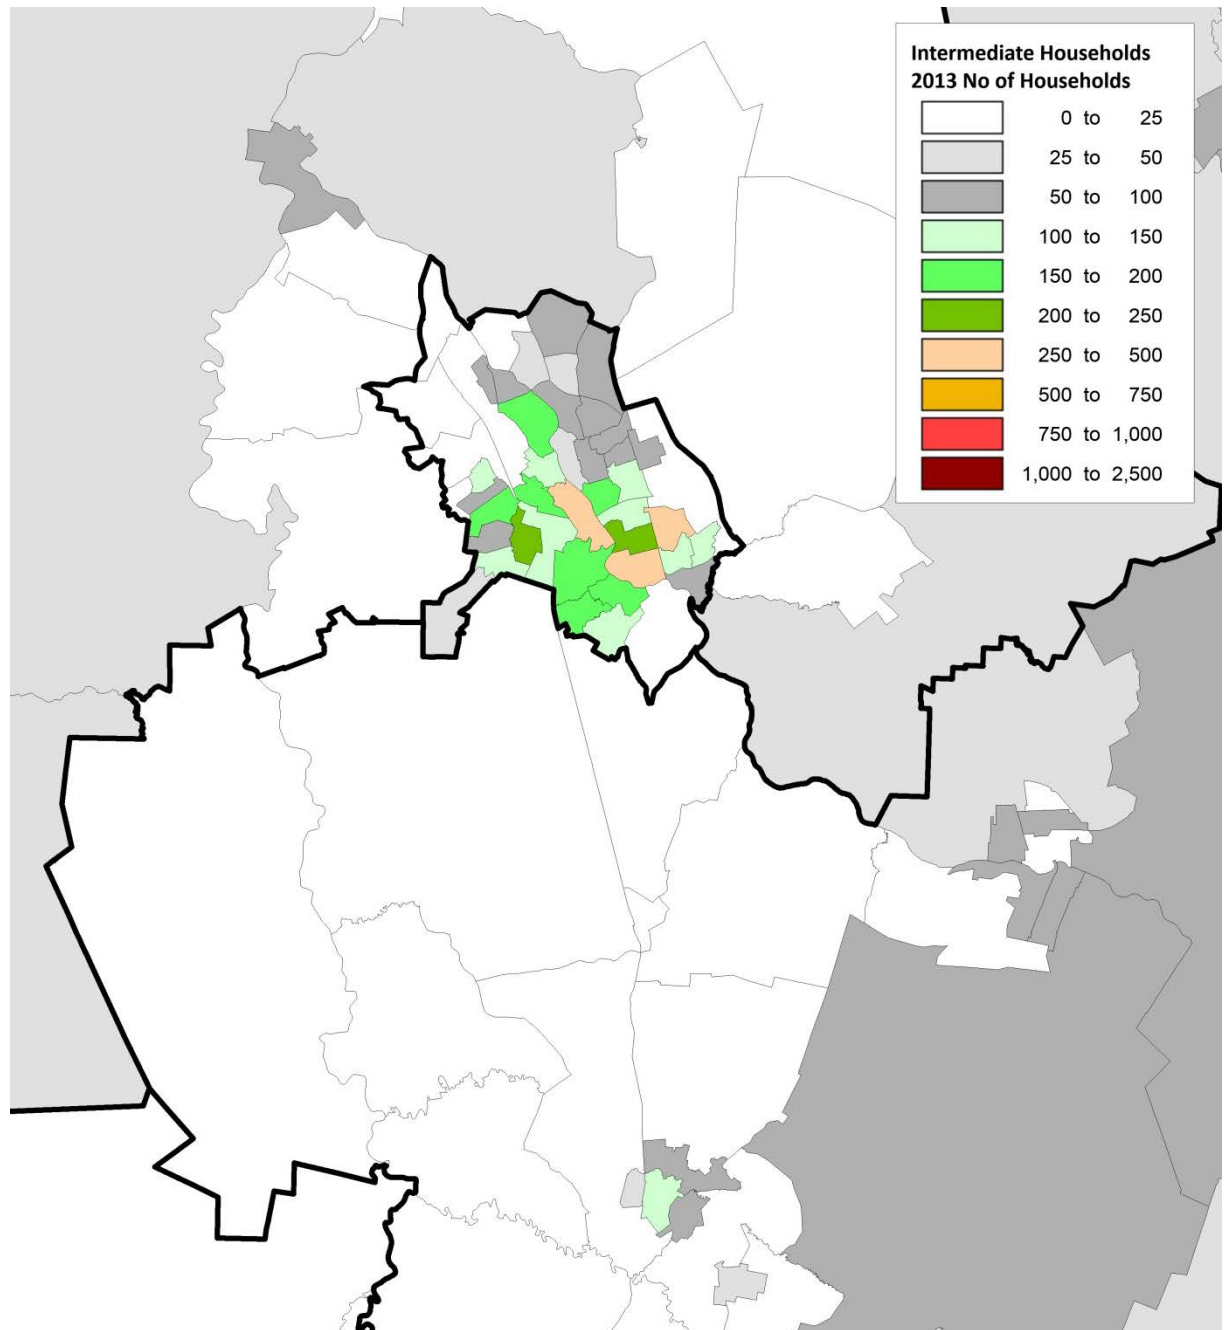 Intermediate Households
2013 No of Households
0 to 25
25 to 50
50 to 100
100 to 150
150 to 200
200 to 250
250 to 500
500 to 750
750 to 1,000
1,000 to 2,500